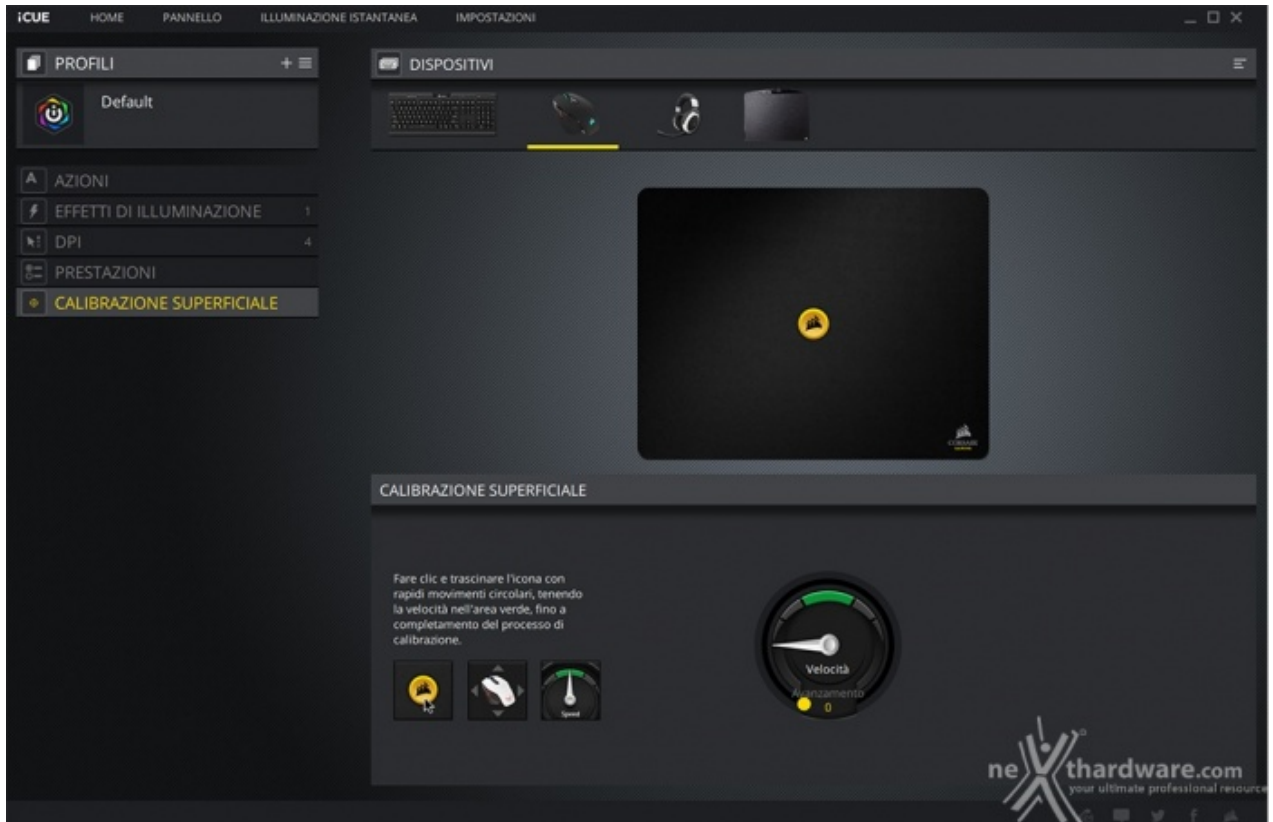 iCUE HOME PANNELLO ILLUMINAZIONE ISTANTANEA IMPOSTAZIONI
PROFILI
Default
AZIONI
EFFETTI DI ILLUMINAZIONE 1
DPI 4
PRESTAZIONI
CALIBRAZIONE SUPERFICIALE
DISPOSITIVI
CORSAIR
CALIBRAZIONE SUPERFICIALE
Fare clic e trascinare l'icona con
rapidi movimenti circolari, tenendo
la velocità nell'area verde, fino a
completamento del processo di
calibrazione.
Speed
Velocità
Avanzamento
0
nexthardware.com
your ultimate professional resource